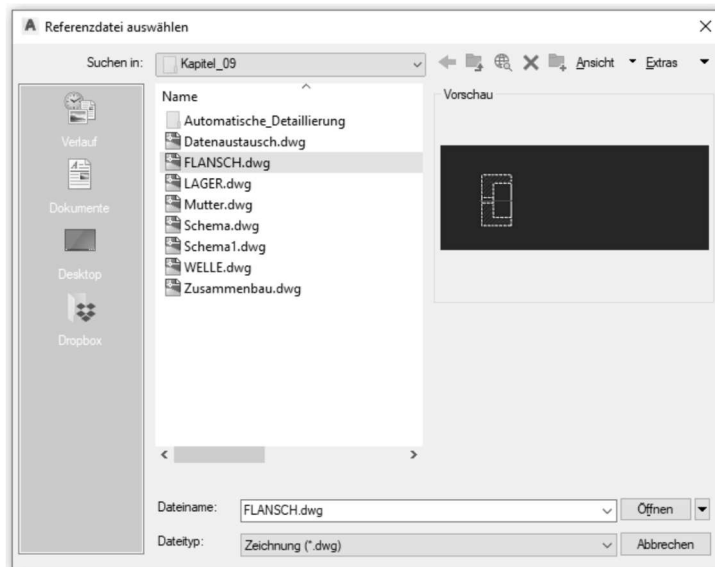 Referenzdatei auswählen
Suchen in: Kapitel_09 Ansicht Extras
Name
Vorschau
Automatische_Detaillierung
Datenaustausch.dwg
FLANSCH.dwg
LAGER.dwg
Mutter.dwg
Schema.dwg
Schema1.dwg
WELLE.dwg
Zusammenbau.dwg
Verlauf
Dokumente
Desktop
Dropbox
Dateiname: FLANSCH.dwg Öffnen
Dateityp: Zeichnung (*.dwg) Abbrechen